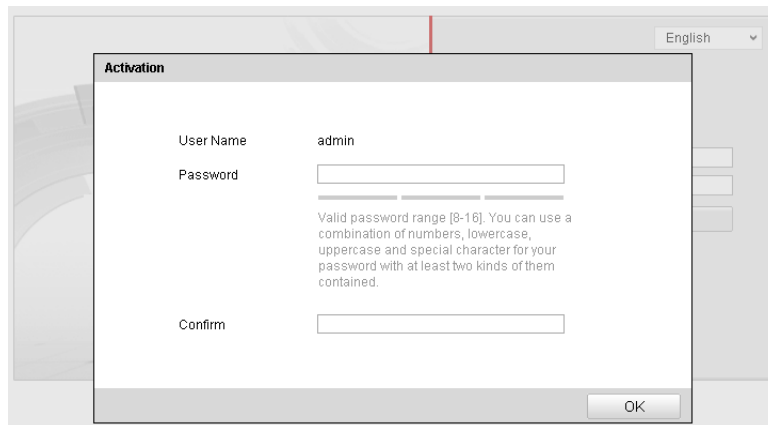 English
Activation
User Name admin
Password
Valid password range [8-16]. You can use a
combination of numbers, lowercase,
uppercase and special character for your
password with at least two kinds of them
contained.
Confirm
OK